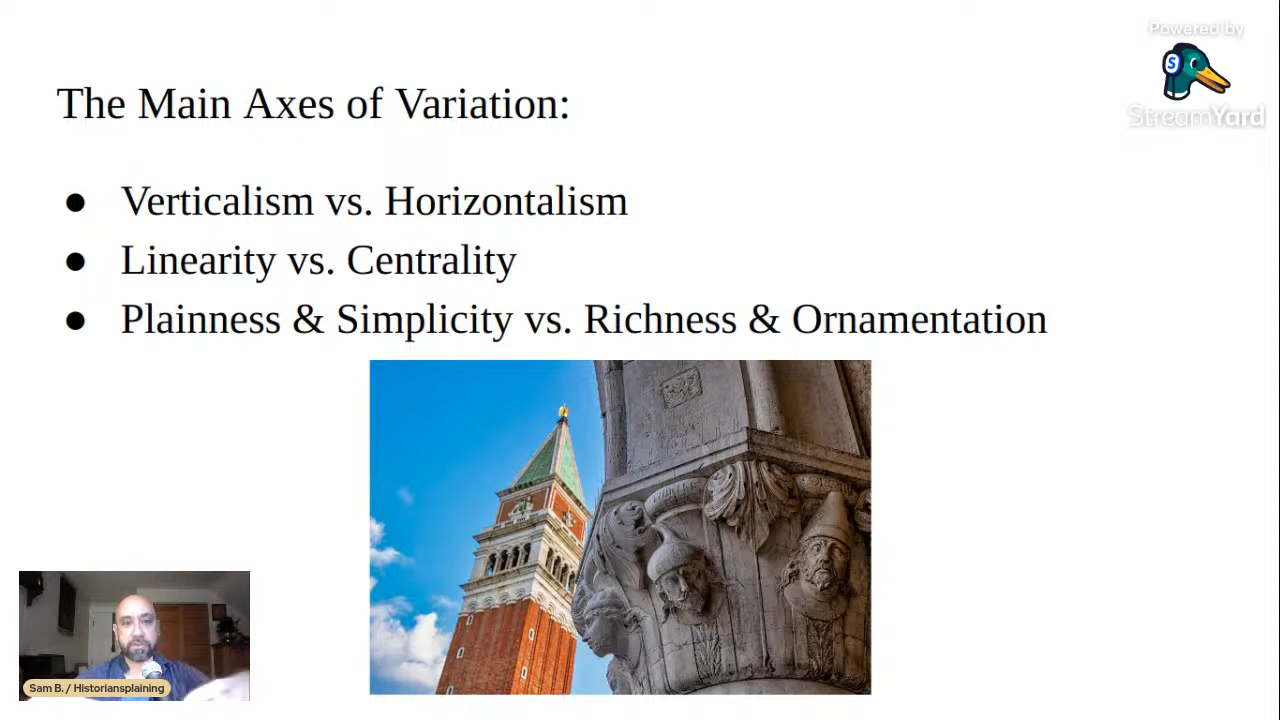 Powered by
StreamYard
The Main Axes of Variation:
● Verticalism vs. Horizontalism
● Linearity vs. Centrality
● Plainness & Simplicity vs. Richness & Ornamentation
Sam B. / Historiansplaining